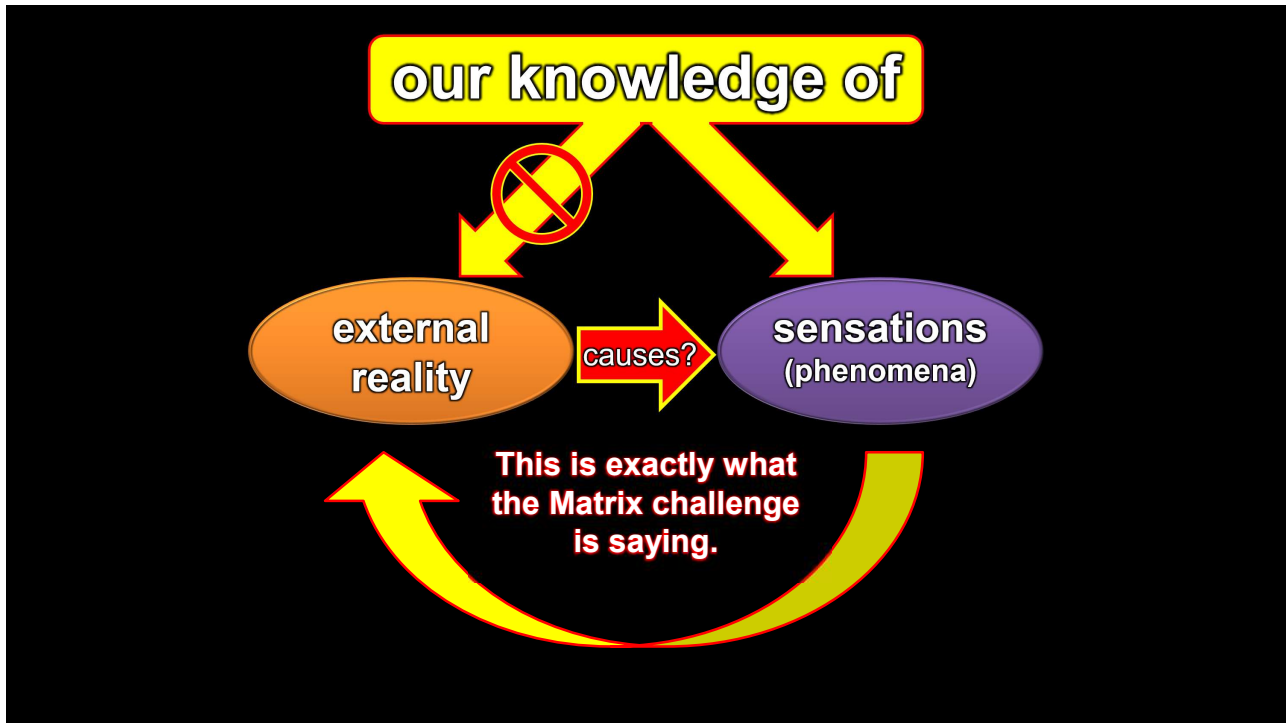 our knowledge of
external
reality
causes?
sensations
(phenomena)
This is exactly what
the Matrix challenge
is saying.